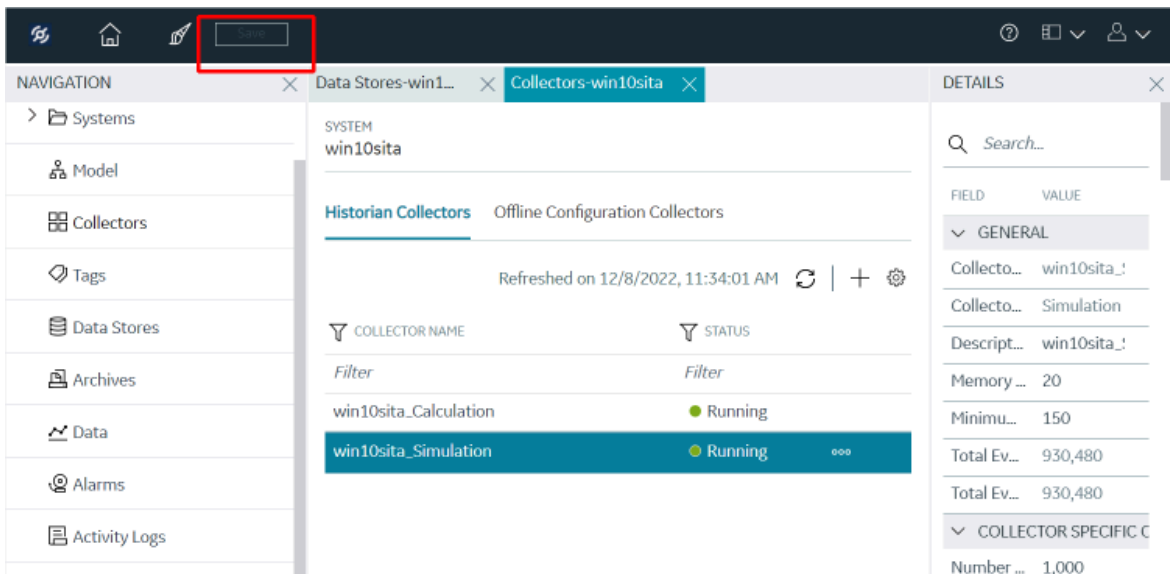 Save
NAVIGATION
Systems
Model
Collectors
Tags
Data Stores
Archives
Data
Alarms
Activity Logs
Data Stores-win1...
Collectors-win10sita
SYSTEM
win10sita
Historian Collectors
Offline Configuration Collectors
Refreshed on 12/8/2022, 11:34:01 AM
COLLECTOR NAME STATUS
Filter Filter
win10sita_Calculation Running
win10sita_Simulation Running
DETAILS
Search...
FIELD VALUE
GENERAL
Collecto... win10sita_
Collecto... Simulation
Descript... win10sita_
Memory ... 20
Minimu... 150
Total Ev... 930,480
Total Ev... 930,480
COLLECTOR SPECIFIC
Number ... 1,000